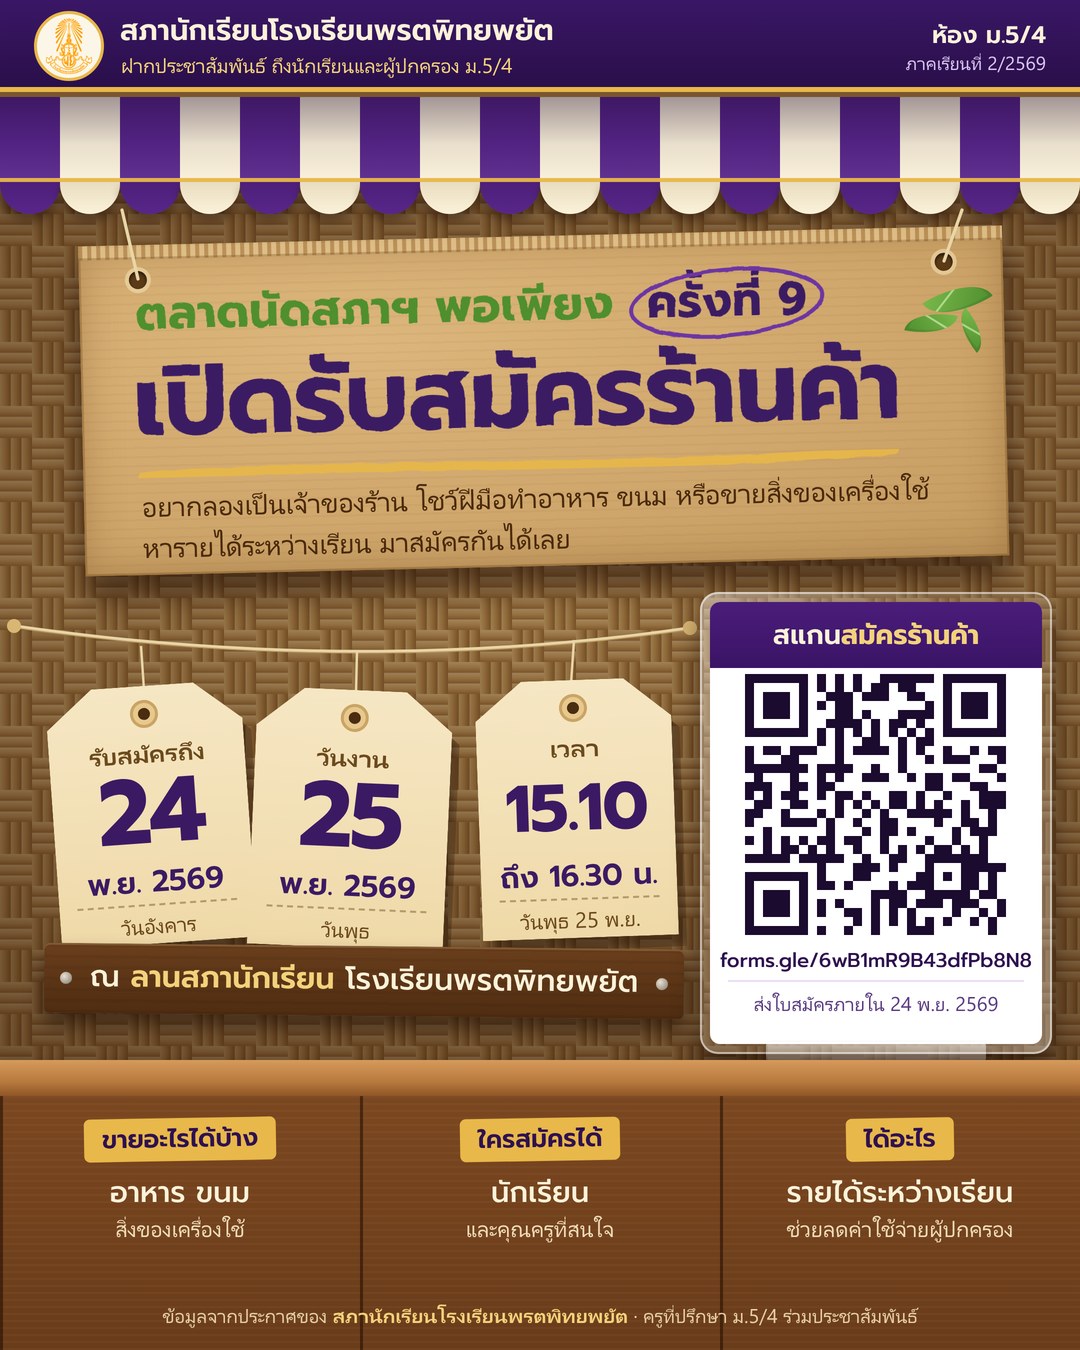 สภานักเรียนโรงเรียนพรตพิทยพยัต
ฝากประชาสัมพันธ์ ถึงนักเรียนและผู้ปกครอง ม.5/4
ห้อง ม.5/4
ภาคเรียนที่ 2/2569
ตลาดนัดสภาฯ พอเพียง ครั้งที่ 9
เปิดรับสมัครร้านค้า
อยากลองเป็นเจ้าของร้าน โชว์ฝีมือทำอาหาร ขนม หรือขายสิ่งของเครื่องใช้
หารายได้ระหว่างเรียน มาสมัครกันได้เลย
รับสมัครถึง
24
พ.ย. 2569
วันอังคาร
วันงาน
25
พ.ย. 2569
วันพุธ
เวลา
15.10
ถึง 16.30 น.
วันพุธ 25 พ.ย.
ณ ลานสภานักเรียน โรงเรียนพรตพิทยพยัต
สแกนสมัครร้านค้า
forms.gle/6wB1mR9B43dfPb8N8
ส่งใบสมัครภายใน 24 พ.ย. 2569
ขายอะไรได้บ้าง
อาหาร ขนม
สิ่งของเครื่องใช้
ใครสมัครได้
นักเรียน
และคุณครูที่สนใจ
ได้อะไร
รายได้ระหว่างเรียน
ช่วยลดค่าใช้จ่ายผู้ปกครอง
ข้อมูลจากประกาศของ สภานักเรียนโรงเรียนพรตพิทยพยัต · ครูที่ปรึกษา ม.5/4 ร่วมประชาสัมพันธ์